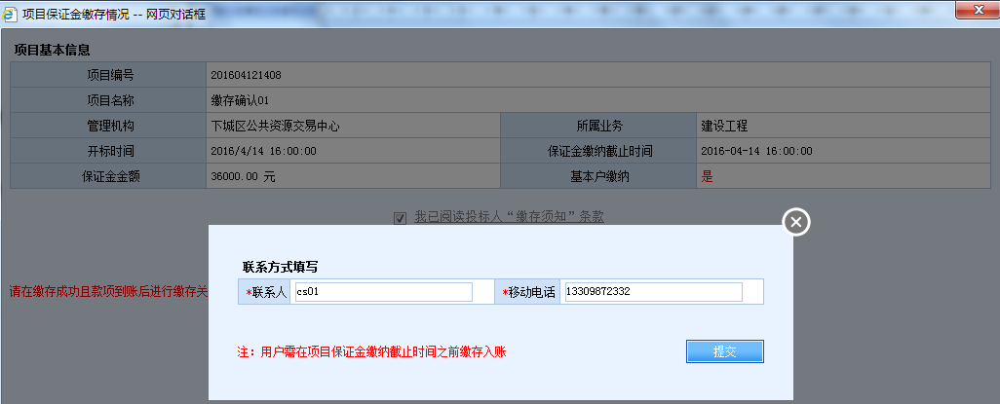 项目保证金缴存情况 -- 网页对话框
项目基本信息
项目编号 201604121408
项目名称 缴存确认01
管理机构 下城区公共资源交易中心 所属业务 建设工程
开标时间 2016/4/14 16:00:00 保证金缴纳截止时间 2016-04-14 16:00:00
保证金金额 36000.00 元 基本户缴纳 是
我已阅读投标人“缴存须知”条款
联系方式填写
请在缴存成功且款项到账后进行缴存关
*联系人 cs01 *移动电话 13309872332
注：用户需在项目保证金缴纳截止时间之前缴存入账 提交